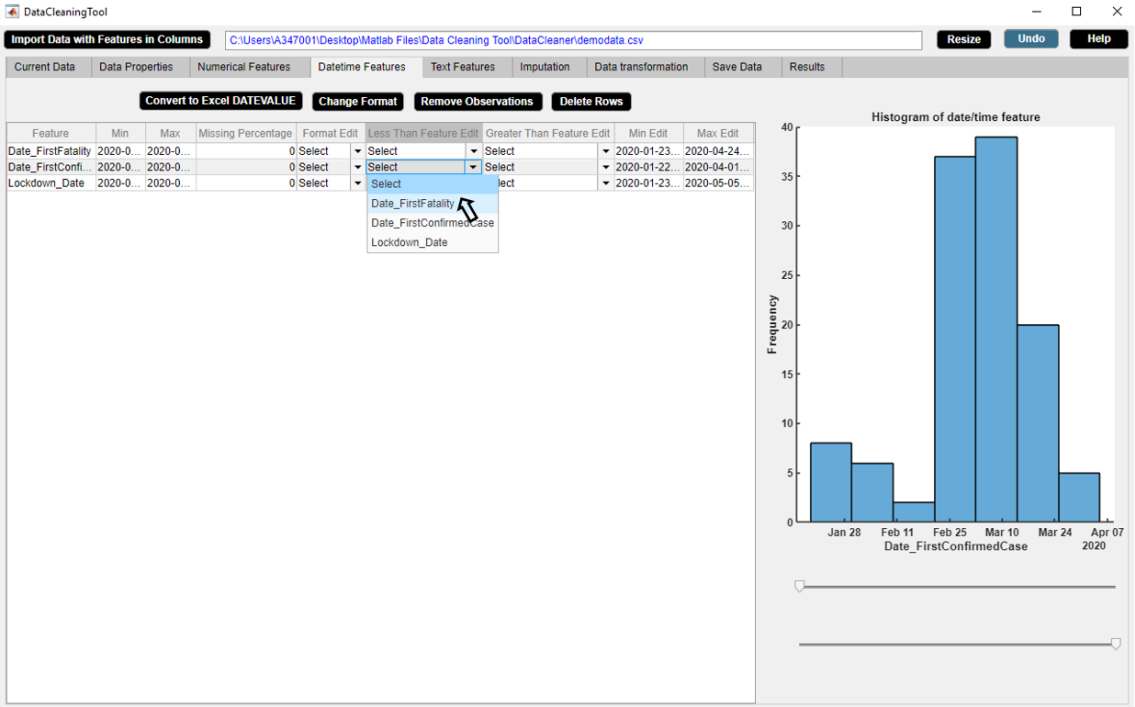 DataCleaningTool
Import Data with Features in Columns C:\Users\A347001\Desktop\Matlab Files\Data Cleaning Tool\DataCleaner\demodata.csv Resize Undo Help
Current Data Data Properties Numerical Features Datetime Features Text Features Imputation Data transformation Save Data Results
Convert to Excel DATEVALUE Change Format Remove Observations Delete Rows
Feature Min Max Missing Percentage Format Edit Less Than Feature Edit Greater Than Feature Edit Min Edit Max Edit
Date_FirstFatality 2020-0... 2020-0... 0 Select Select Select 2020-01-23... 2020-04-24...
Date_FirstConfi... 2020-0... 2020-0... 0 Select Select Select 2020-01-22... 2020-04-01...
Lockdown_Date 2020-0... 2020-0... 0 Select lect 2020-01-23... 2020-05-05...
Select
Date_FirstFatality
Date_FirstConfirmedCase
Lockdown_Date
Histogram of date/time feature
40
35
30
25
20
15
10
5
0
Frequency
Jan 28 Feb 11 Feb 25 Mar 10 Mar 24 Apr 07
Date_FirstConfirmedCase 2020